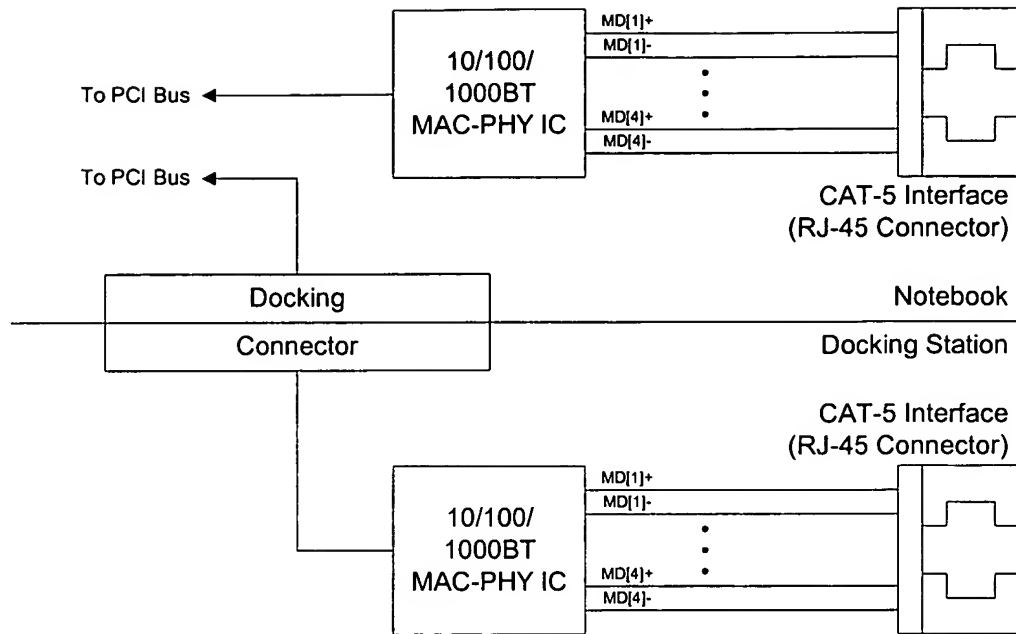 MD[1]+
MD[1]-
10/100/
1000BT
MAC-PHY IC
To PCI Bus
MD[4]+
MD[4]-
To PCI Bus
CAT-5 Interface
(RJ-45 Connector)
Docking
Notebook
Connector
Docking Station
CAT-5 Interface
(RJ-45 Connector)
MD[1]+
MD[1]-
10/100/
1000BT
MAC-PHY IC
MD[4]+
MD[4]-